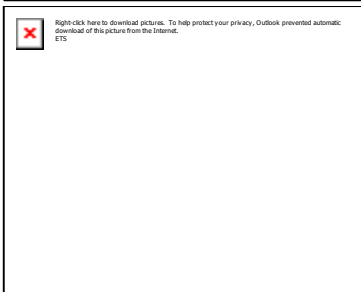 Right-click here to download pictures. To help protect your privacy, Outlook prevented automatic
download of this picture from the Internet.
ETS